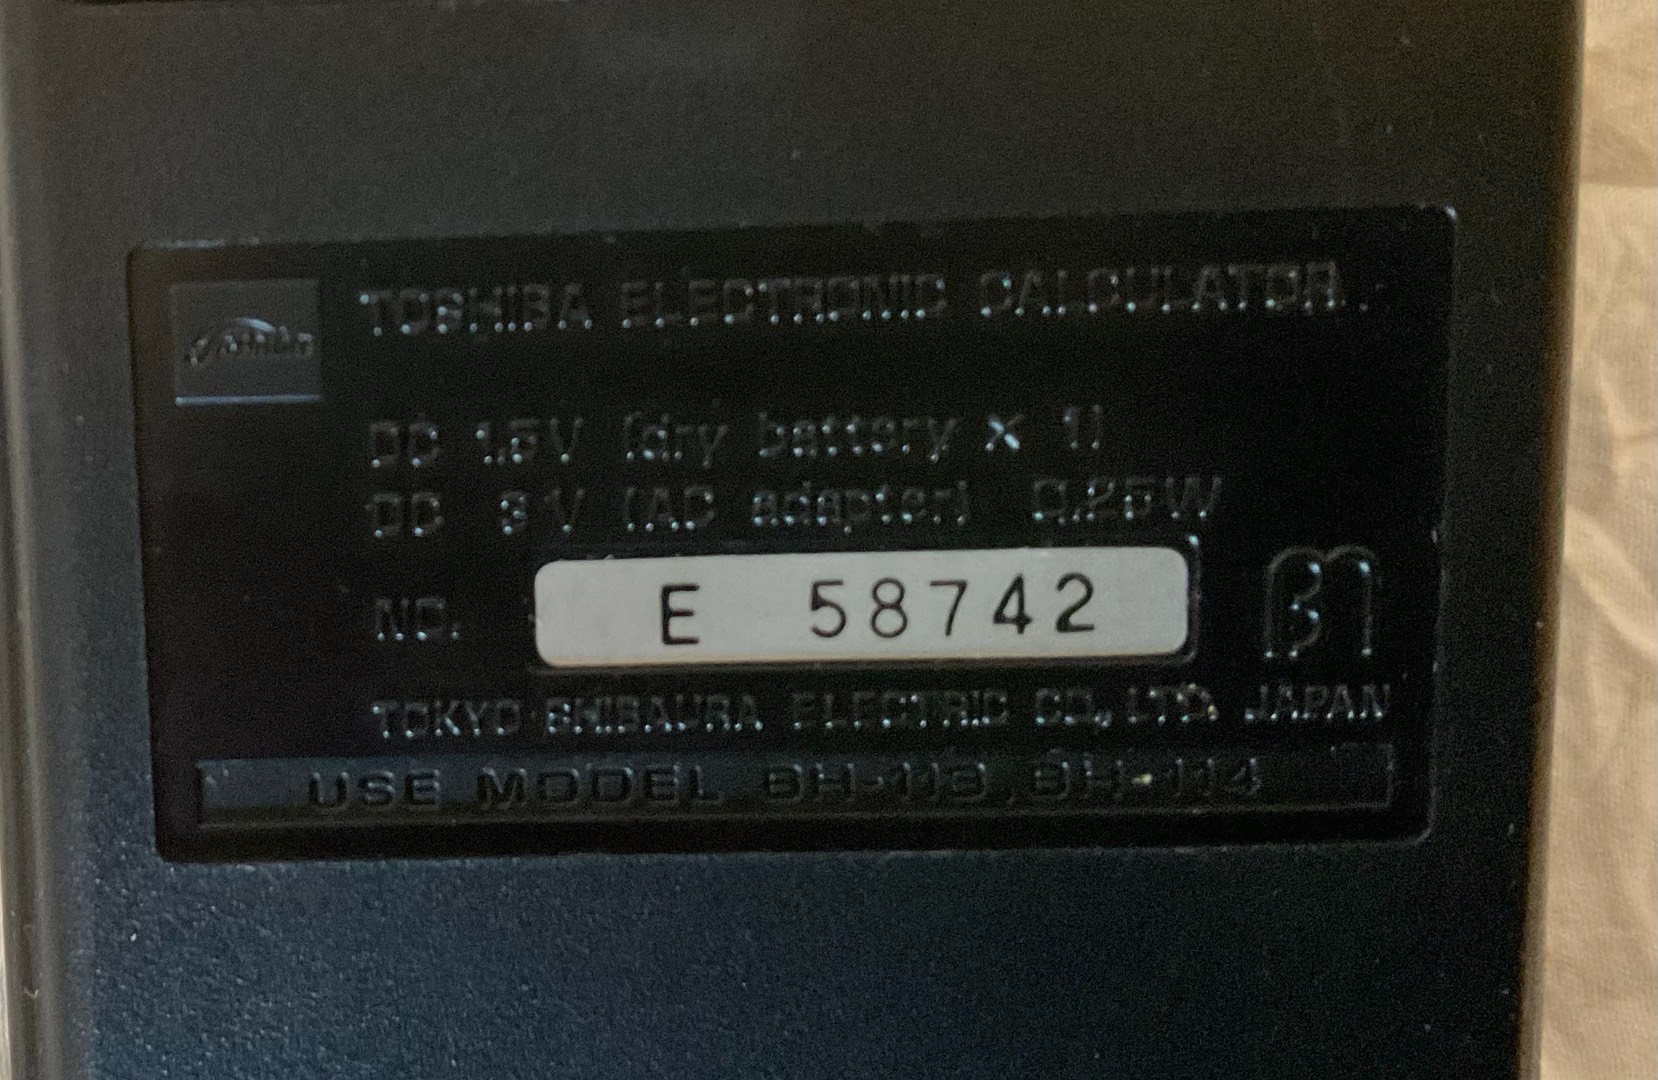 Toshiba
TOSHIBA ELECTRONIC CALCULATOR
DC 1.5V (dry battery × 1)
DC 3V (AC adapter) 0.25W
NO. E 58742
TOKYO SHIBAURA ELECTRIC CO., LTD. JAPAN
USE MODEL BH-113, BH-114